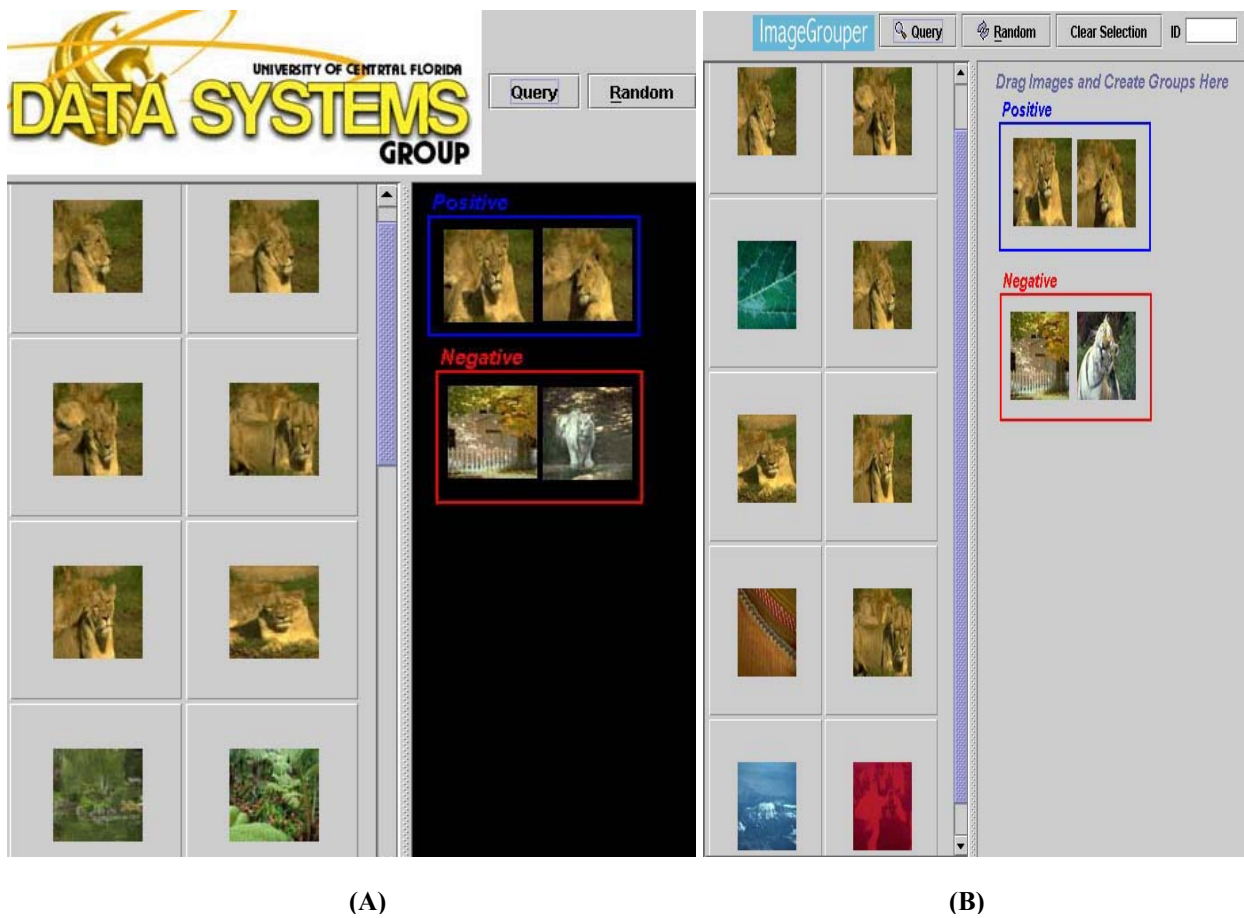 UNIVERSITY OF CENTRTAL FLORIDA
DATA SYSTEMS
GROUP
Query
Random
Positive
Negative
ImageGrouper
Query
Random
Clear Selection
ID
Drag Images and Create Groups Here
Positive
Negative
(A)
(B)